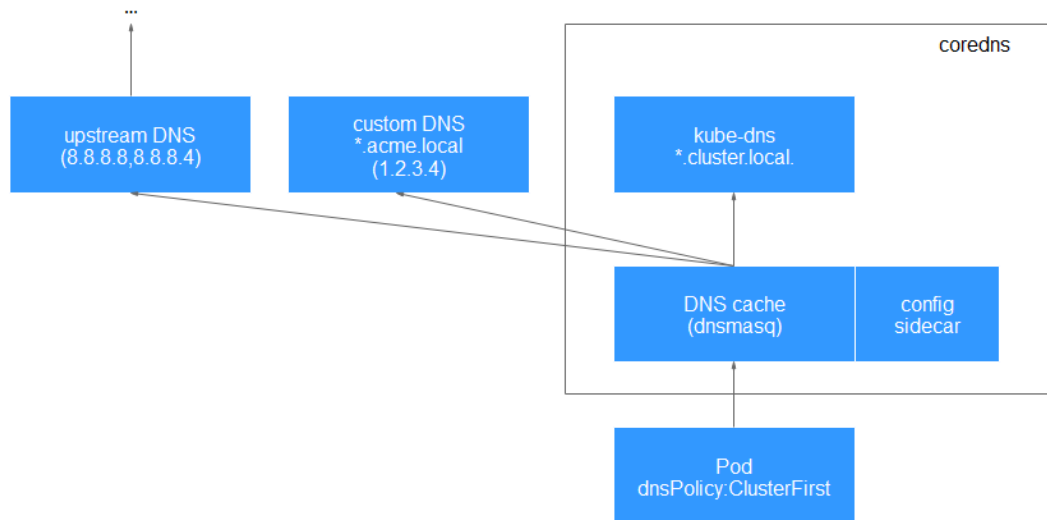 ...
coredns
upstream DNS
(8.8.8.8,8.8.8.4)
custom DNS
*.acme.local
(1.2.3.4)
kube-dns
*.cluster.local.
DNS cache
(dnsmasq)
config
sidecar
Pod
dnsPolicy:ClusterFirst